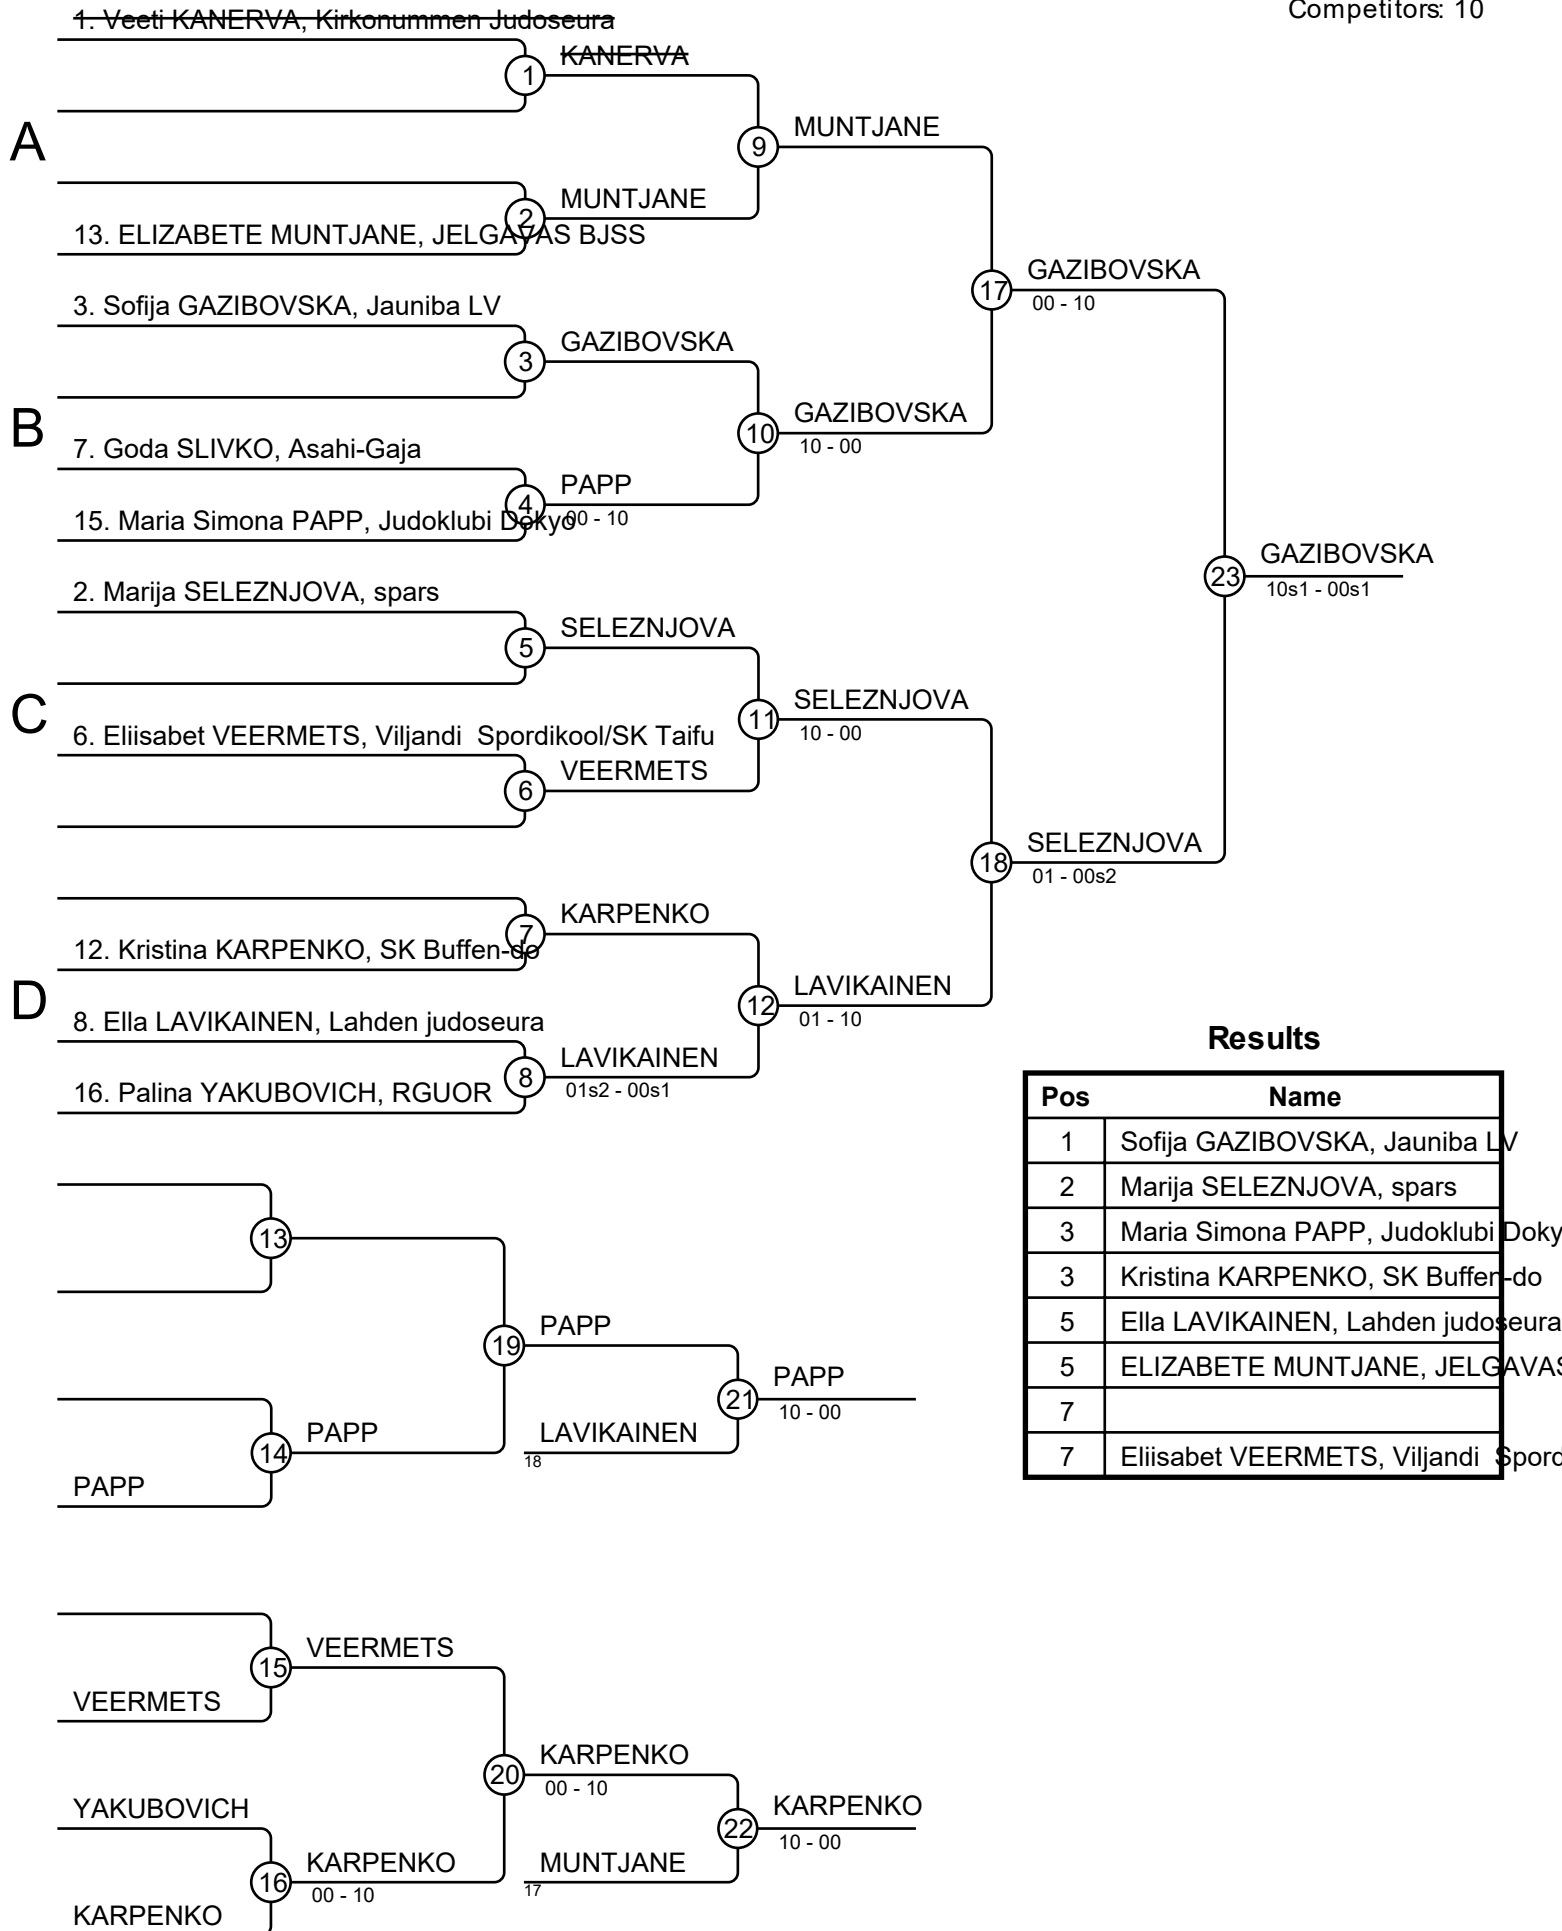 Competitors: 10
1. Veeti KANERVA, Kirkonummen Judoseura
KANERVA
1
A
MUNTJANE
9
MUNTJANE
2
13. ELIZABETE MUNTJANE, JELGAVAS BJSS
GAZIBOVSKA
17
00 - 10
3. Sofija GAZIBOVSKA, Jauniba LV
GAZIBOVSKA
3
B
GAZIBOVSKA
10
10 - 00
7. Goda SLIVKO, Asahi-Gaja
PAPP
4
00 - 10
15. Maria Simona PAPP, Judoklubi Dokyo
GAZIBOVSKA
23
10s1 - 00s1
2. Marija SELEZNJOVA, spars
SELEZNJOVA
5
C
SELEZNJOVA
11
10 - 00
6. Eliisabet VEERMETS, Viljandi  Spordikool/SK Taifu
VEERMETS
6
SELEZNJOVA
18
01 - 00s2
KARPENKO
7
12. Kristina KARPENKO, SK Buffen-do
D
LAVIKAINEN
12
01 - 10
8. Ella LAVIKAINEN, Lahden judoseura
LAVIKAINEN
8
01s2 - 00s1
16. Palina YAKUBOVICH, RGUOR
Results
Pos Name
1 Sofija GAZIBOVSKA, Jauniba LV
2 Marija SELEZNJOVA, spars
3 Maria Simona PAPP, Judoklubi Doky
3 Kristina KARPENKO, SK Buffen-do
5 Ella LAVIKAINEN, Lahden judoseura
5 ELIZABETE MUNTJANE, JELGAVAS
7
7 Eliisabet VEERMETS, Viljandi  Spord
13
PAPP
19
PAPP
21
10 - 00
LAVIKAINEN
18
PAPP
14
PAPP
VEERMETS
15
VEERMETS
KARPENKO
20
00 - 10
KARPENKO
22
10 - 00
MUNTJANE
17
YAKUBOVICH
KARPENKO
16
00 - 10
KARPENKO